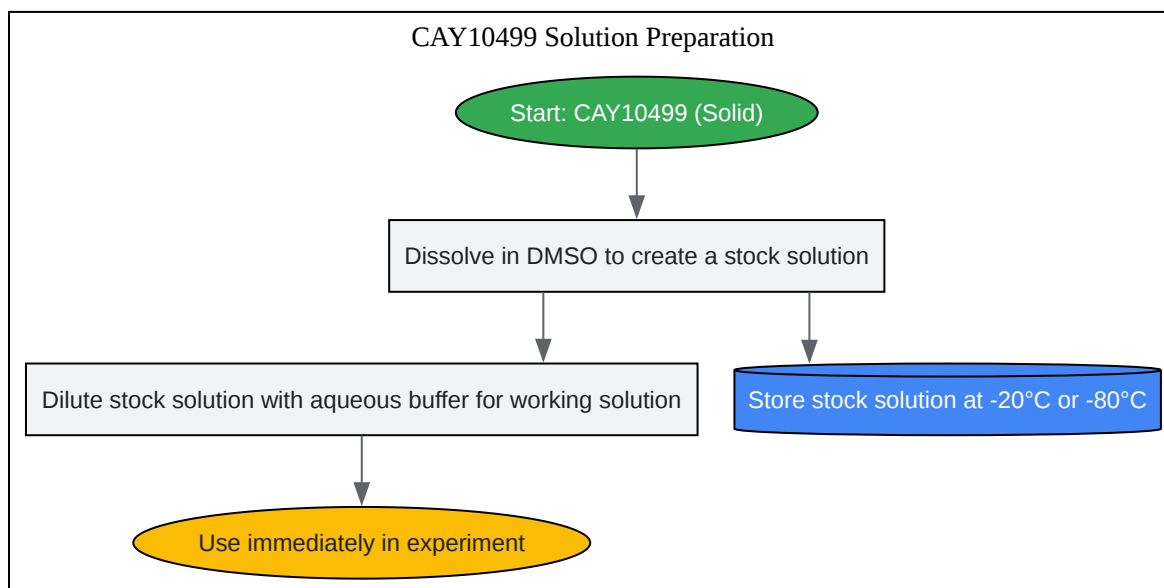 CAY10499 Solution Preparation
Start: CAY10499 (Solid)
Dissolve in DMSO to create a stock solution
Dilute stock solution with aqueous buffer for working solution
Store stock solution at -20°C or -80°C
Use immediately in experiment